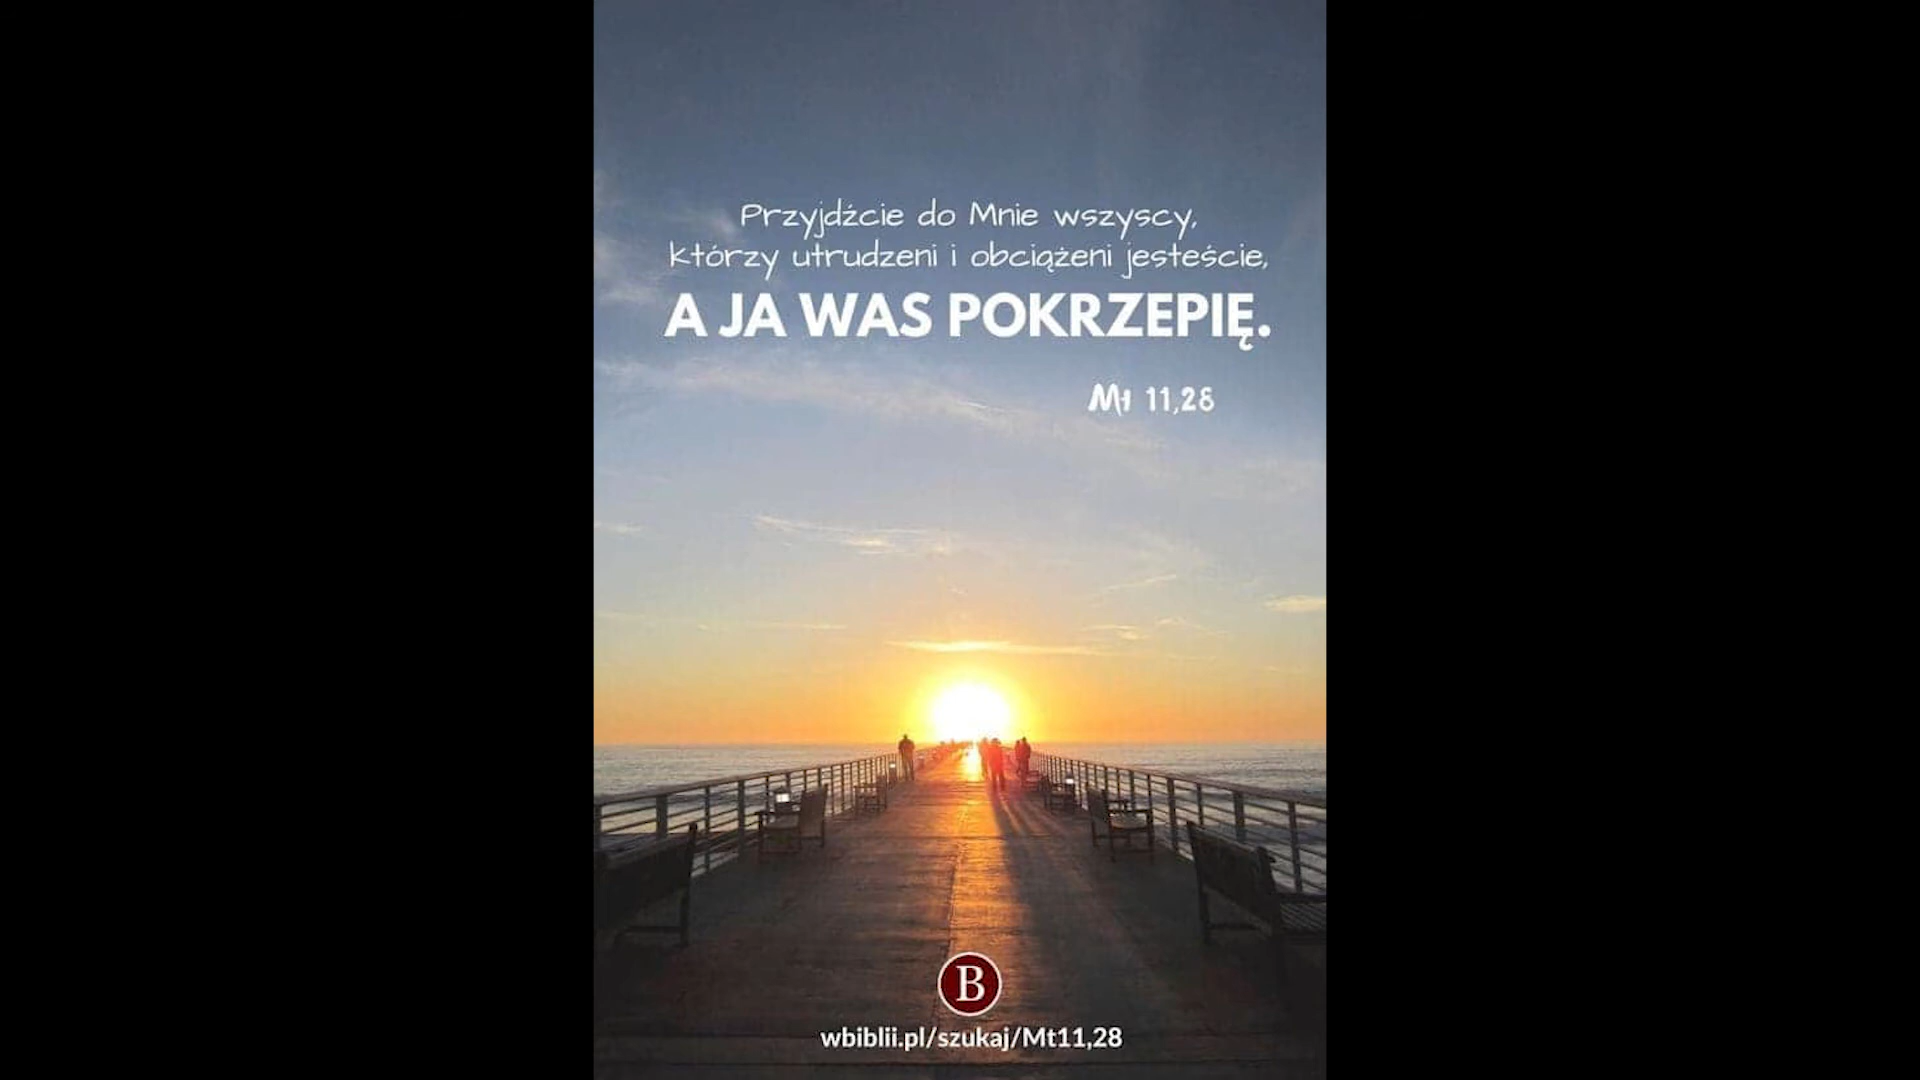 Przyjdźcie do Mnie wszyscy,
którzy utrudzeni i obciążeni jesteście,
A JA WAS POKRZEPIĘ.
Mt 11,28
B
wbiblii.pl/szukaj/Mt11,28